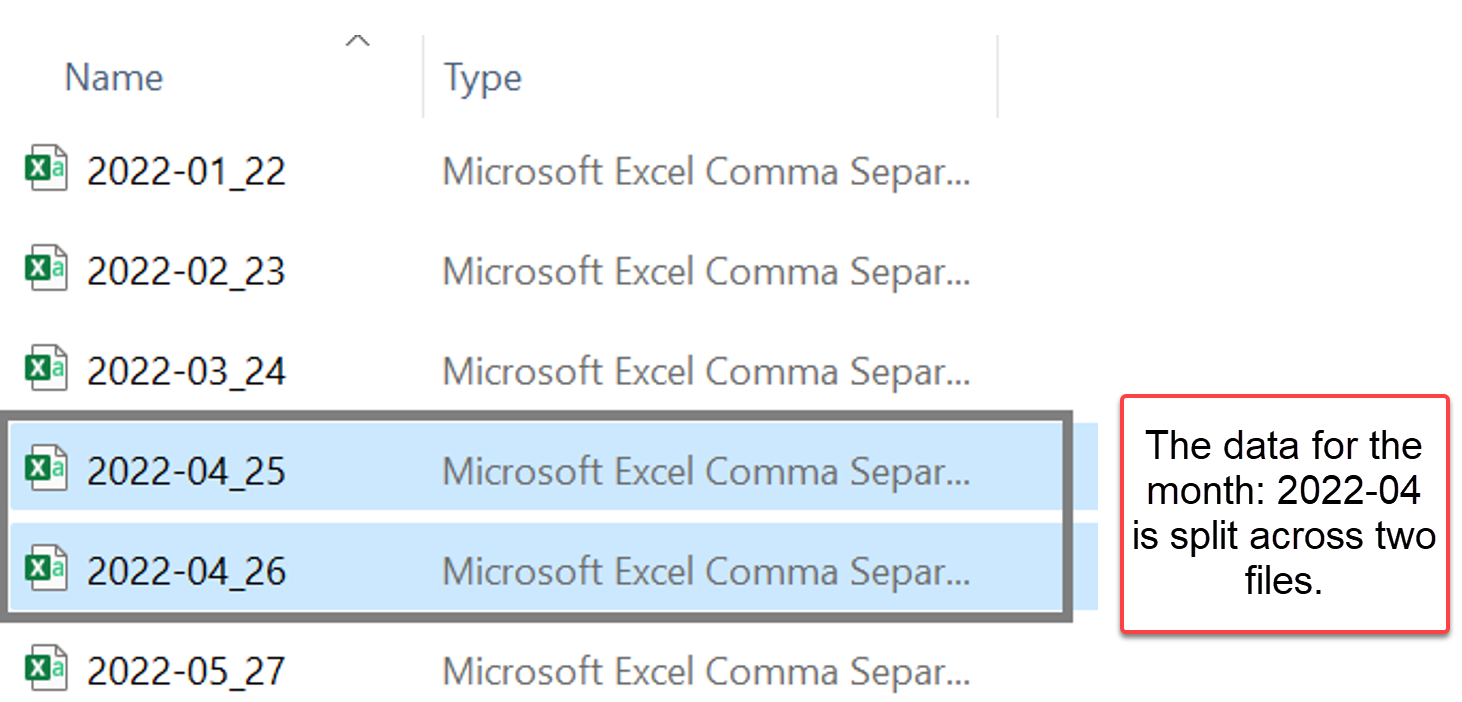 Name Type
2022-01_22 Microsoft Excel Comma Separ...
2022-02_23 Microsoft Excel Comma Separ...
2022-03_24 Microsoft Excel Comma Separ...
2022-04_25 Microsoft Excel Comma Separ...
2022-04_26 Microsoft Excel Comma Separ...
2022-05_27 Microsoft Excel Comma Separ...
The data for the
month: 2022-04
is split across two
files.